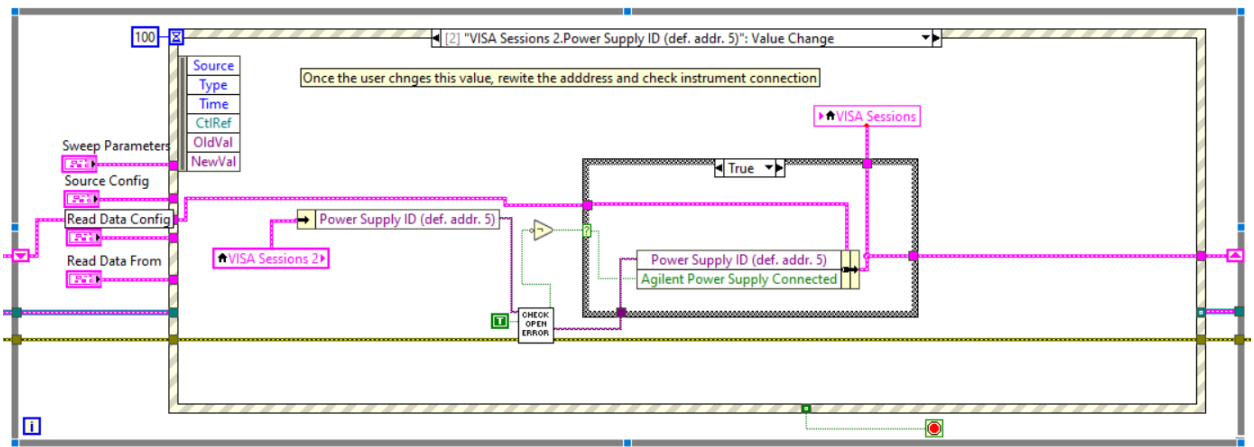 100
[2] "VISA Sessions 2.Power Supply ID (def. addr. 5)": Value Change
Source
Type
Time
CtlRef
OldVal
NewVal
Once the user chnges this value, rewite the adddress and check instrument connection
VISA Sessions
Sweep Parameters
Source Config
Read Data Config
Read Data From
True
Power Supply ID (def. addr. 5)
VISA Sessions 2
?
Power Supply ID (def. addr. 5)
Agilent Power Supply Connected
T
CHECK
OPEN
ERROR
i